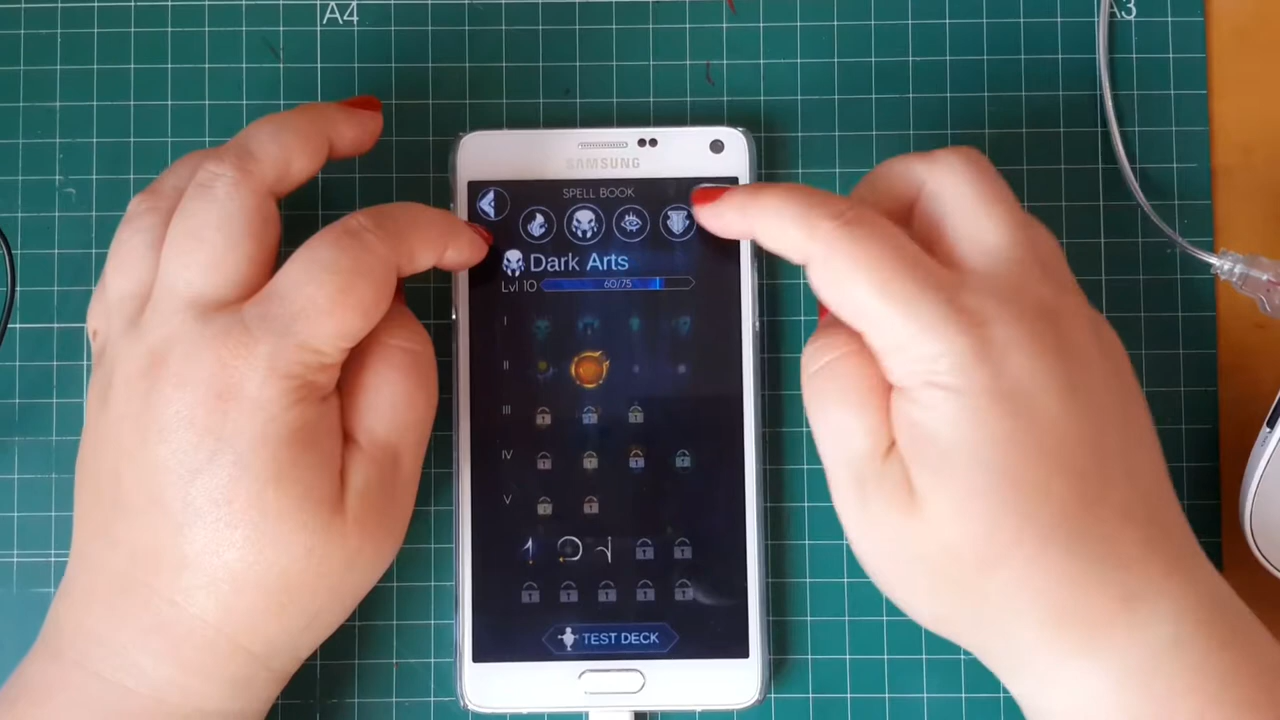 A4
A3
SAMSUNG
SPELL BOOK
Dark Arts
Lvl 10 60/75
I
II
III
IV
V
TEST DECK